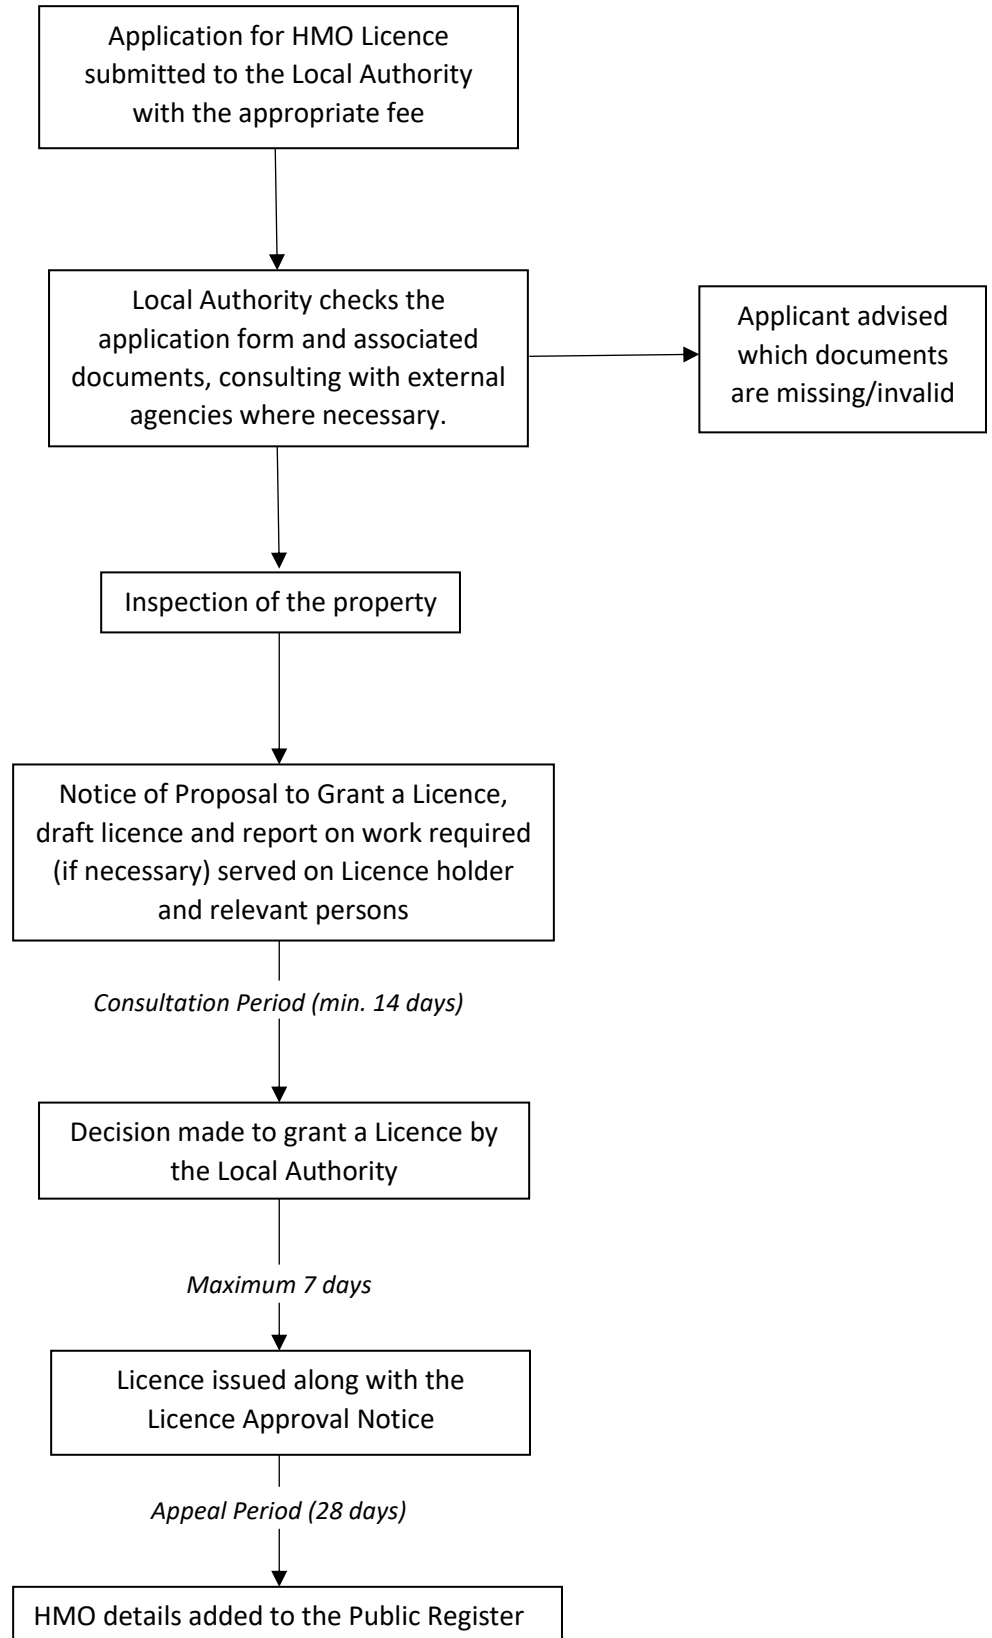 Application for HMO Licence
submitted to the Local Authority
with the appropriate fee
Local Authority checks the
application form and associated
documents, consulting with external
agencies where necessary.
Applicant advised
which documents
are missing/invalid
Inspection of the property
Notice of Proposal to Grant a Licence,
draft licence and report on work required
(if necessary) served on Licence holder
and relevant persons
Consultation Period (min. 14 days)
Decision made to grant a Licence by
the Local Authority
Maximum 7 days
Licence issued along with the
Licence Approval Notice
Appeal Period (28 days)
HMO details added to the Public Register